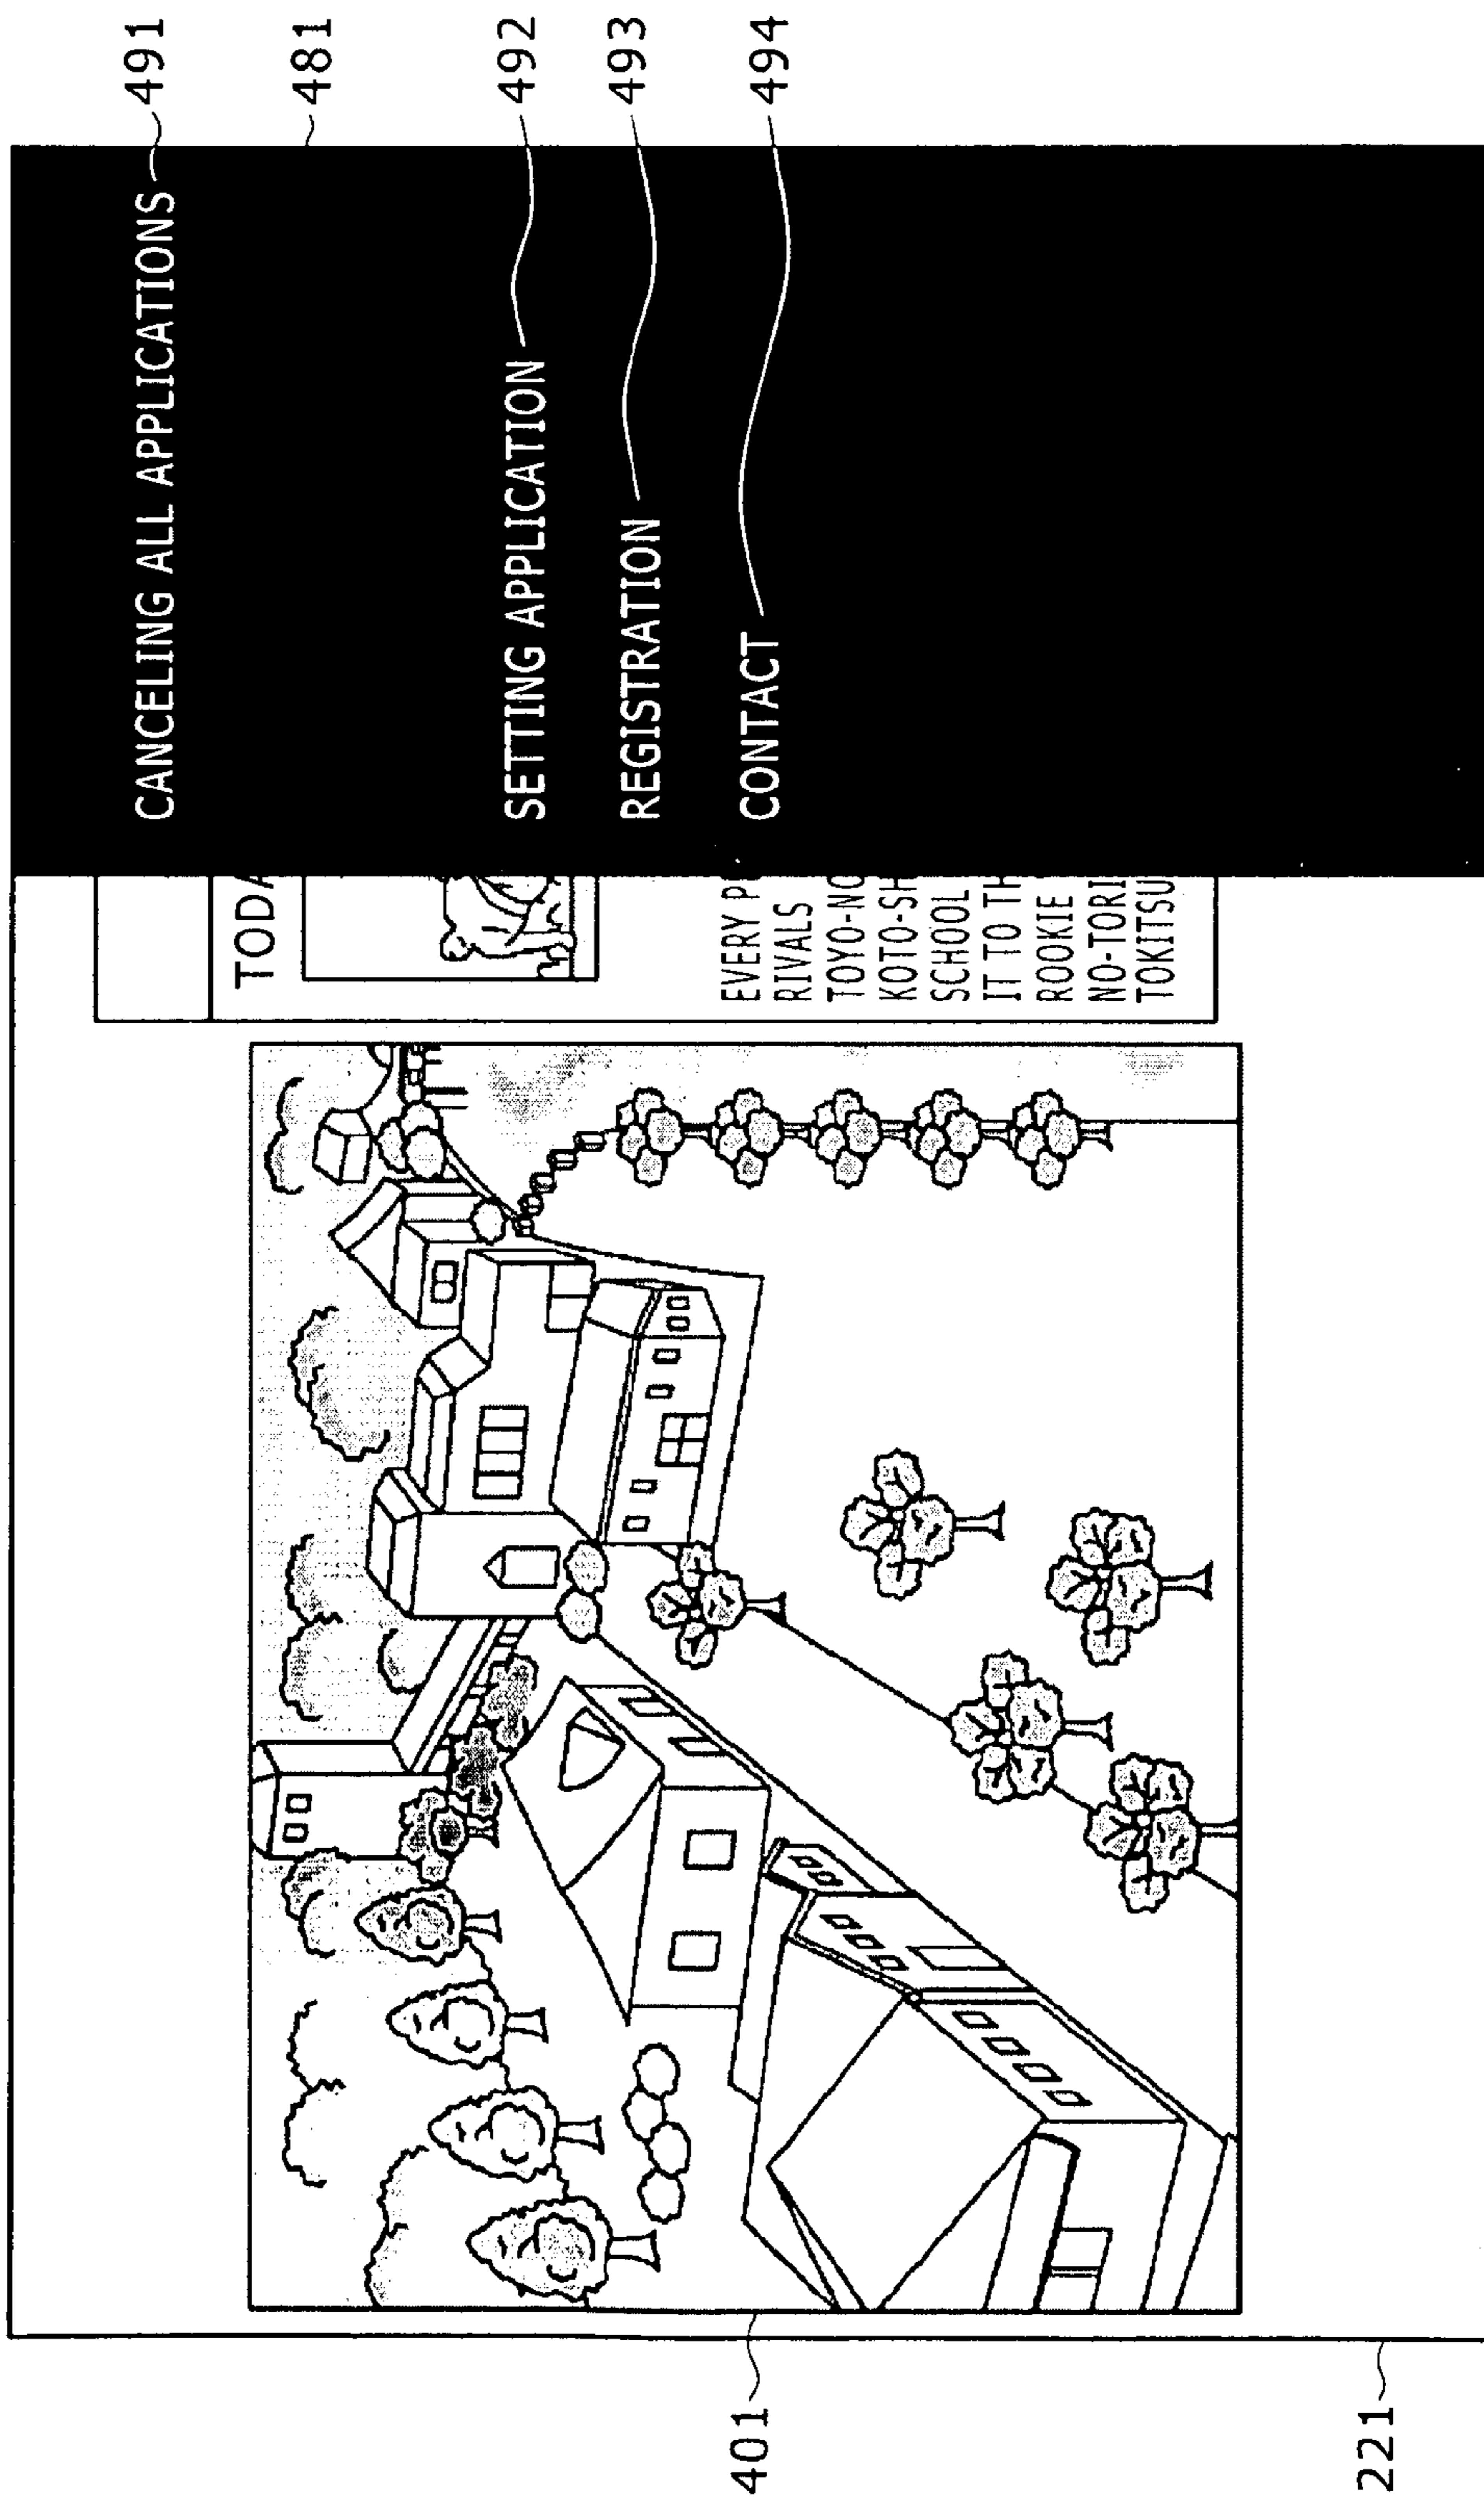 CANCELING ALL APPLICATIONS
491
481
SETTING APPLICATION
492
REGISTRATION
493
CONTACT
494
TODA
EVERY P
RIVALS
TOYO-NO
KOTO-SH
SCHOOL
IT TO TH
ROOKIE
NO-TORI
TOKITSU
401
221